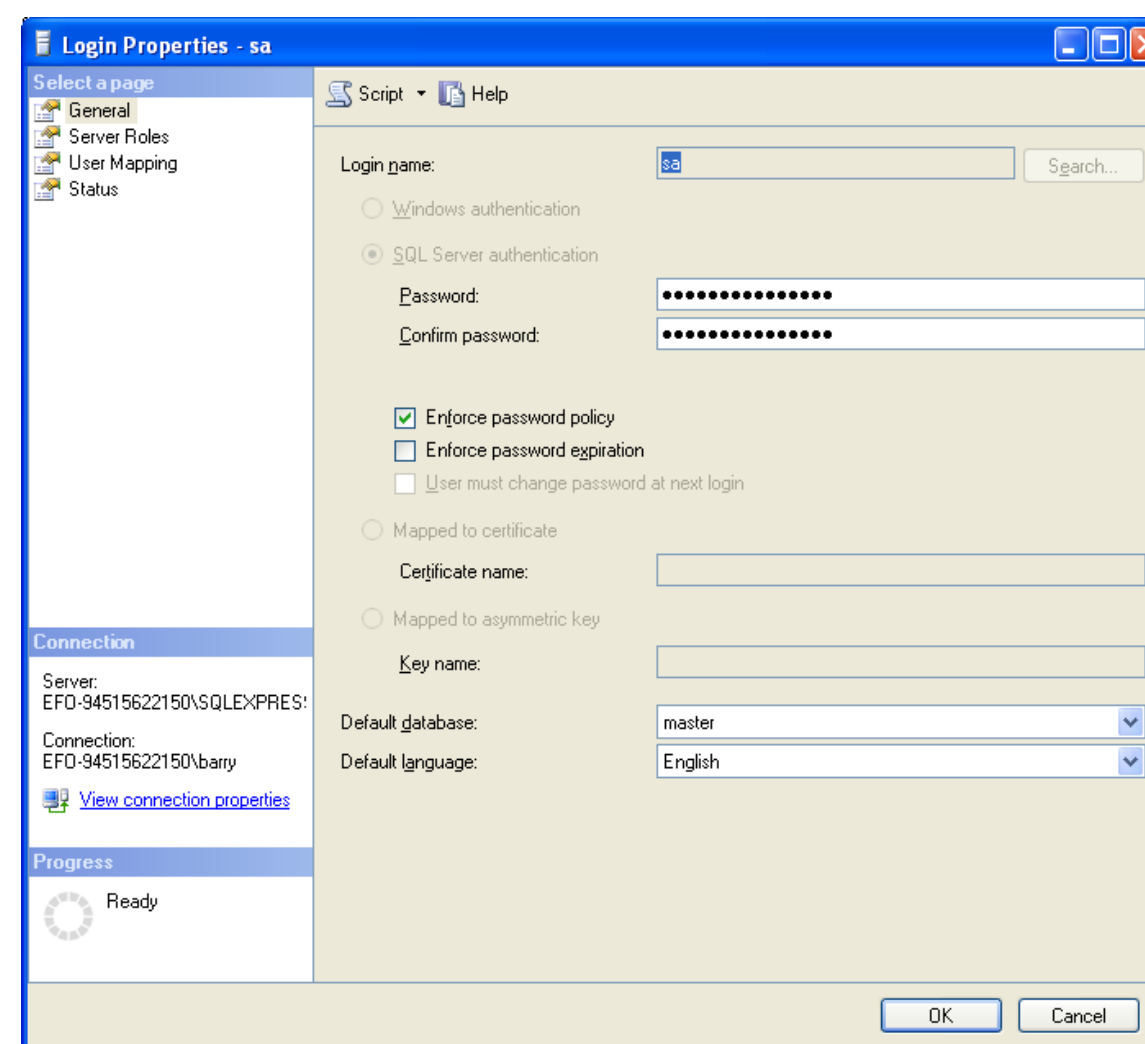 Login Properties - sa
Select a page
General
Server Roles
User Mapping
Status
Script
Help
Login name:
sa
Search...
Windows authentication
SQL Server authentication
Password:
●●●●●●●●●●●●●●●
Confirm password:
●●●●●●●●●●●●●●●
Enforce password policy
Enforce password expiration
User must change password at next login
Mapped to certificate
Certificate name:
Mapped to asymmetric key
Key name:
Default database:
master
Default language:
English
Connection
Server:
EFO-94515622150\SQLEXPRES
Connection:
EFO-94515622150\barry
View connection properties
Progress
Ready
OK
Cancel